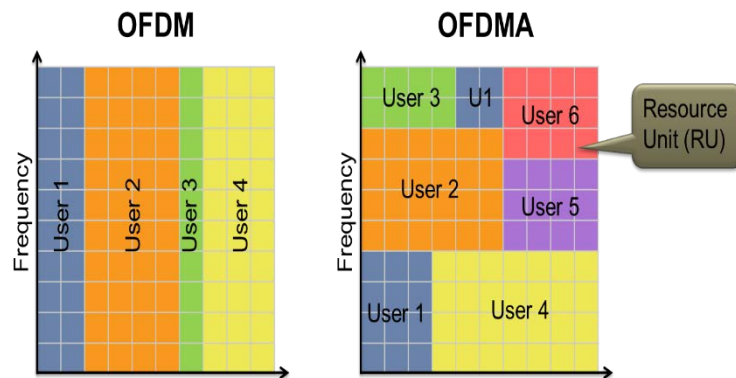 OFDM
Frequency
User 1
User 2
User 3
User 4
OFDMA
Frequency
User 3
U1
User 6
User 2
User 5
User 1
User 4
Resource
Unit (RU)